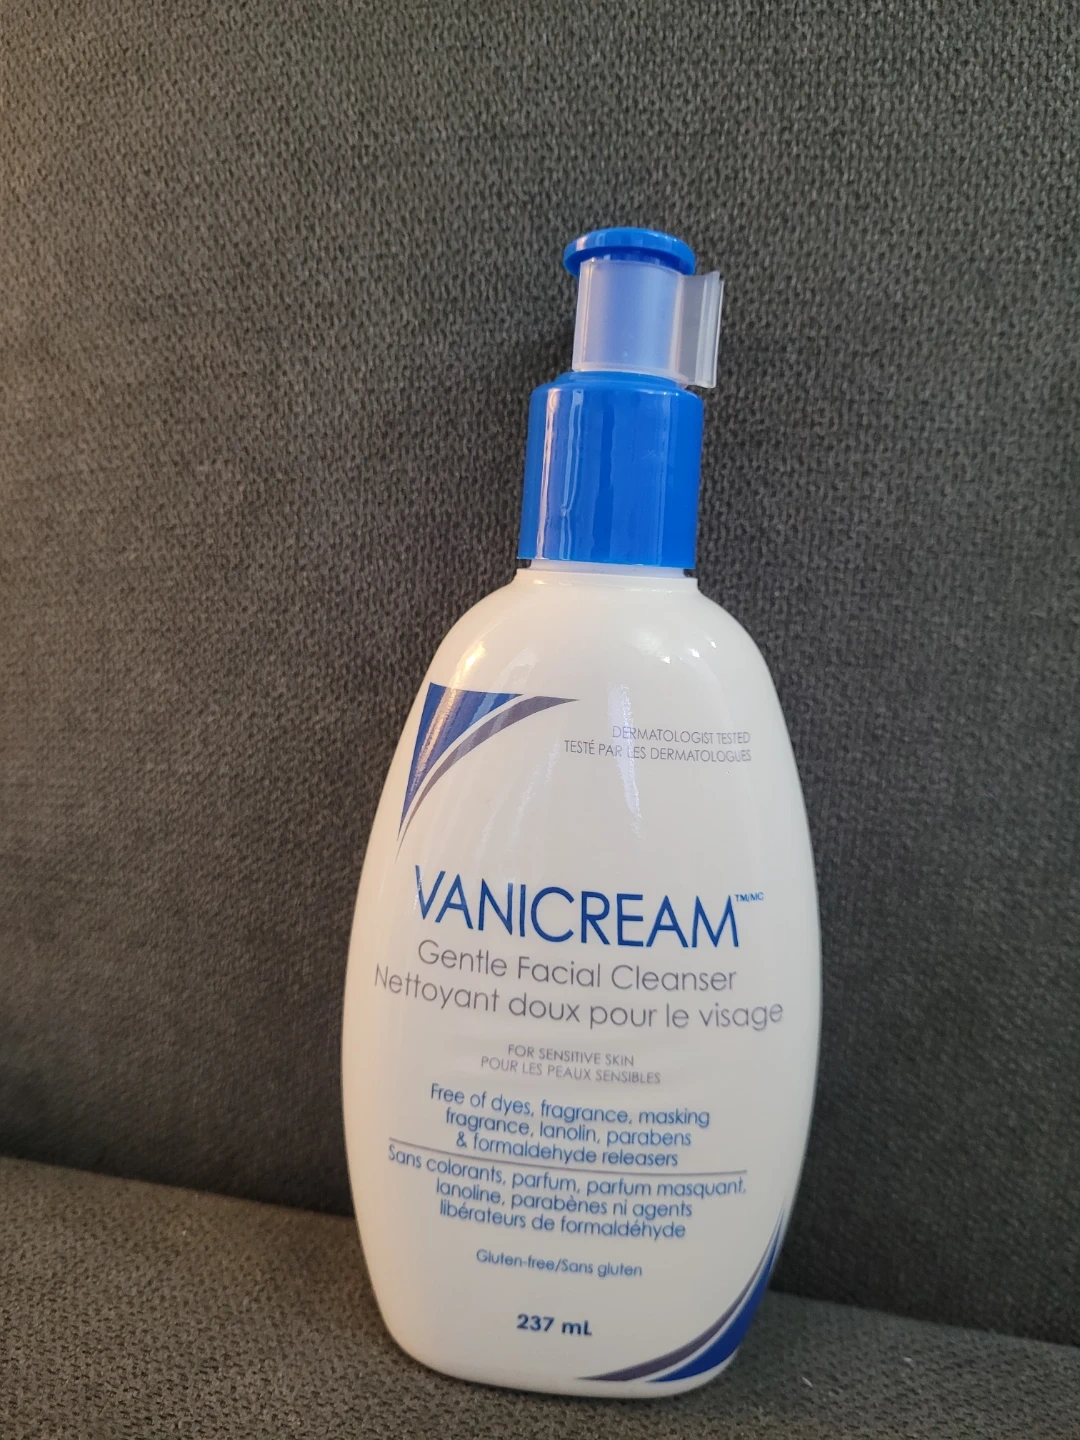 DERMATOLOGIST TESTED
TESTÉ PAR LES DERMATOLOGUES
VANICREAM™/MC
Gentle Facial Cleanser
Nettoyant doux pour le visage
FOR SENSITIVE SKIN
POUR LES PEAUX SENSIBLES
Free of dyes, fragrance, masking
fragrance, lanolin, parabens
& formaldehyde releasers
Sans colorants, parfum, parfum masquant,
lanoline, parabènes ni agents
libérateurs de formaldéhyde
Gluten-free/Sans gluten
237 mL